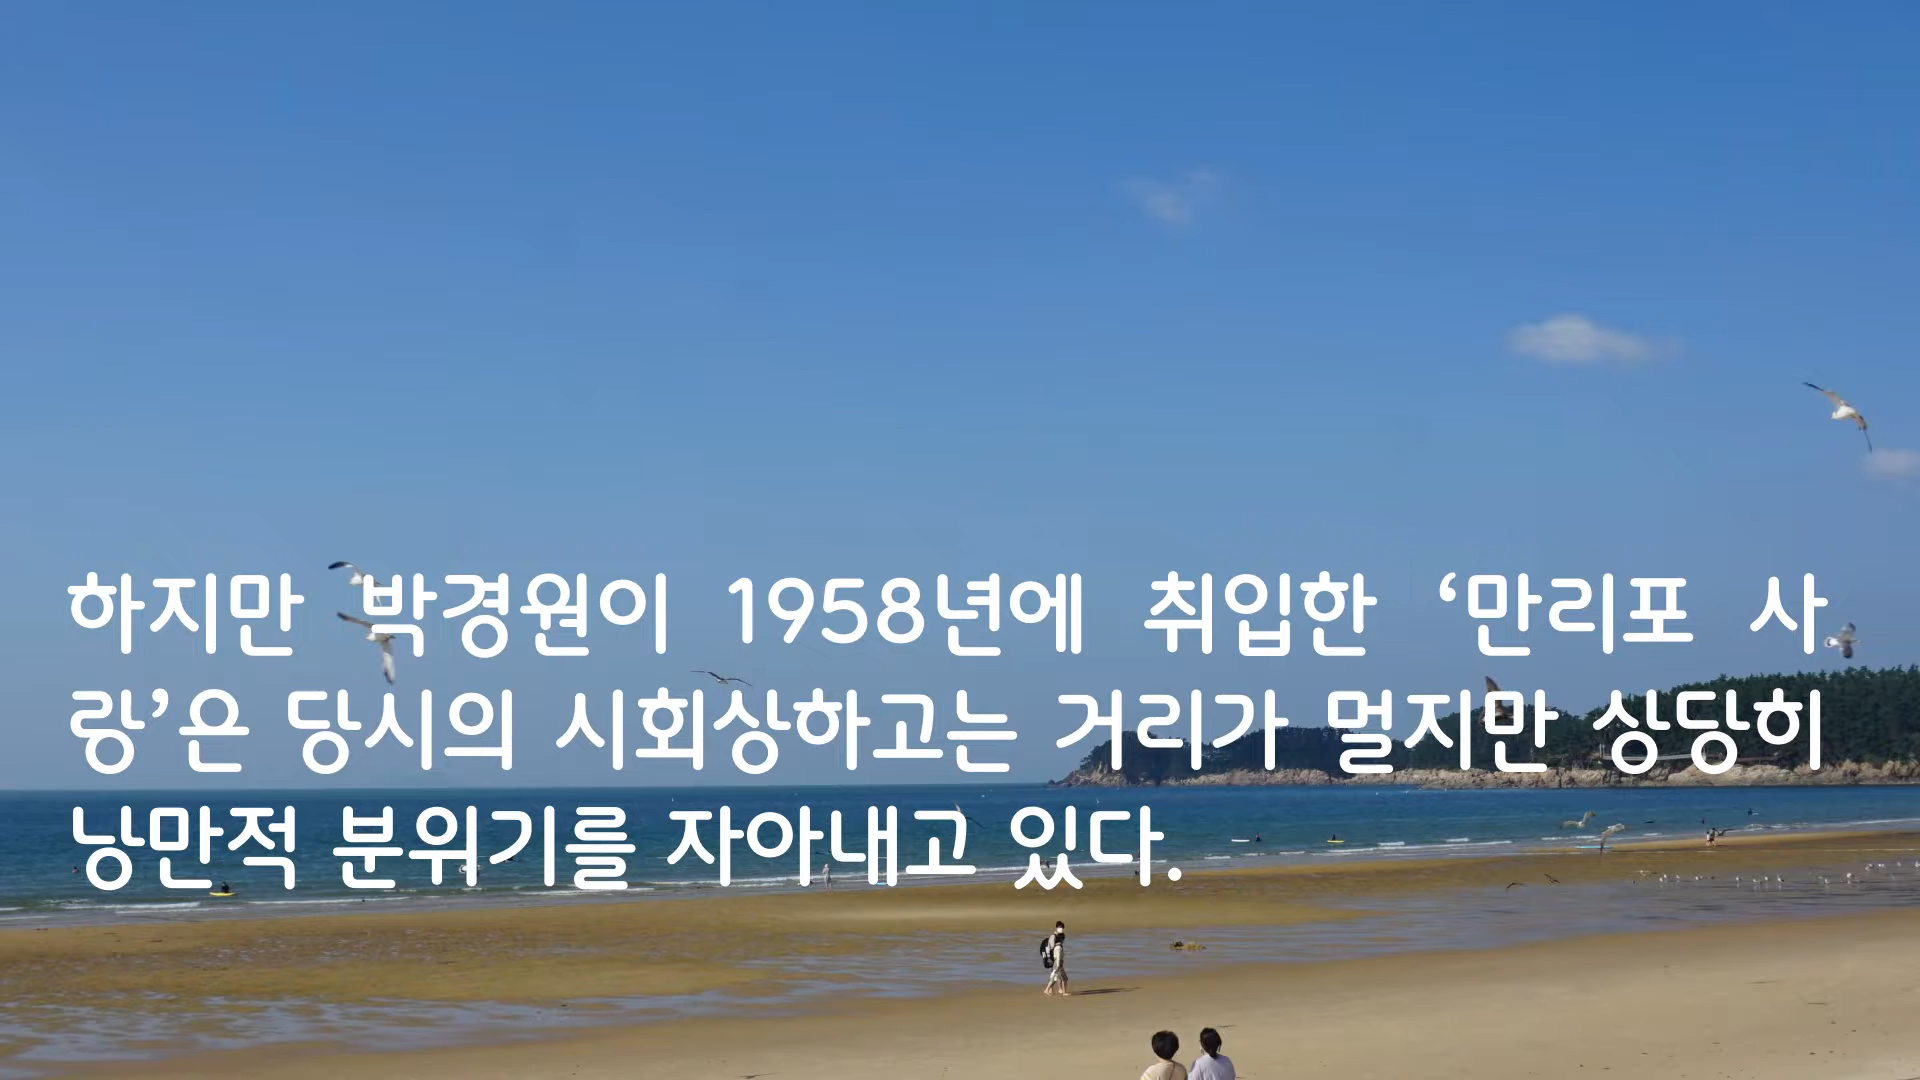 하지만 박경원이 1958년에 취입한 ‘만리포 사
랑’은 당시의 시회상하고는 거리가 멀지만 상당히
낭만적 분위기를 자아내고 있다.